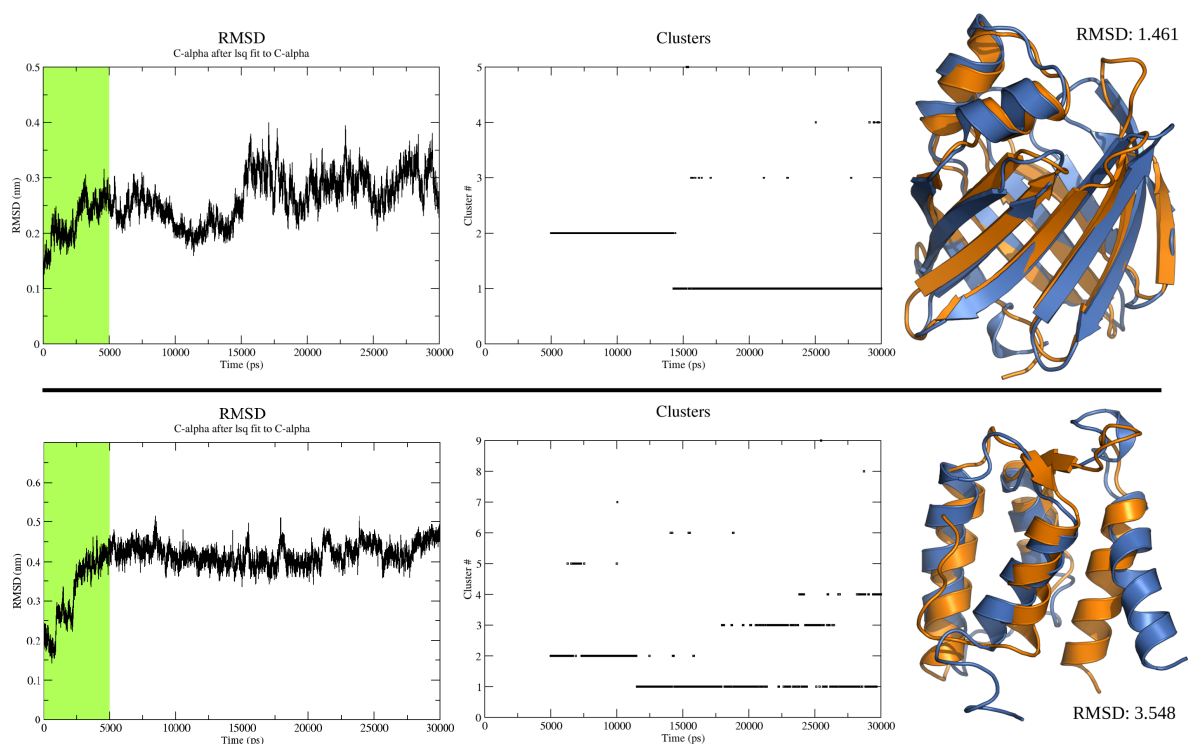 RMSD
C-alpha after lsq fit to C-alpha
0.5
0.4
0.3
0.2
0.1
0
RMSD (nm)
0 5000 10000 15000 20000 25000 30000
Time (ps)
Clusters
5
4
3
2
1
0
Cluster #
0 5000 10000 15000 20000 25000 30000
Time (ps)
RMSD: 1.461
RMSD
C-alpha after lsq fit to C-alpha
0.6
0.5
0.4
0.3
0.2
0.1
0
RMSD (nm)
0 5000 10000 15000 20000 25000 30000
Time (ps)
Clusters
9
8
7
6
5
4
3
2
1
0
Cluster #
0 5000 10000 15000 20000 25000 30000
Time (ps)
RMSD: 3.548